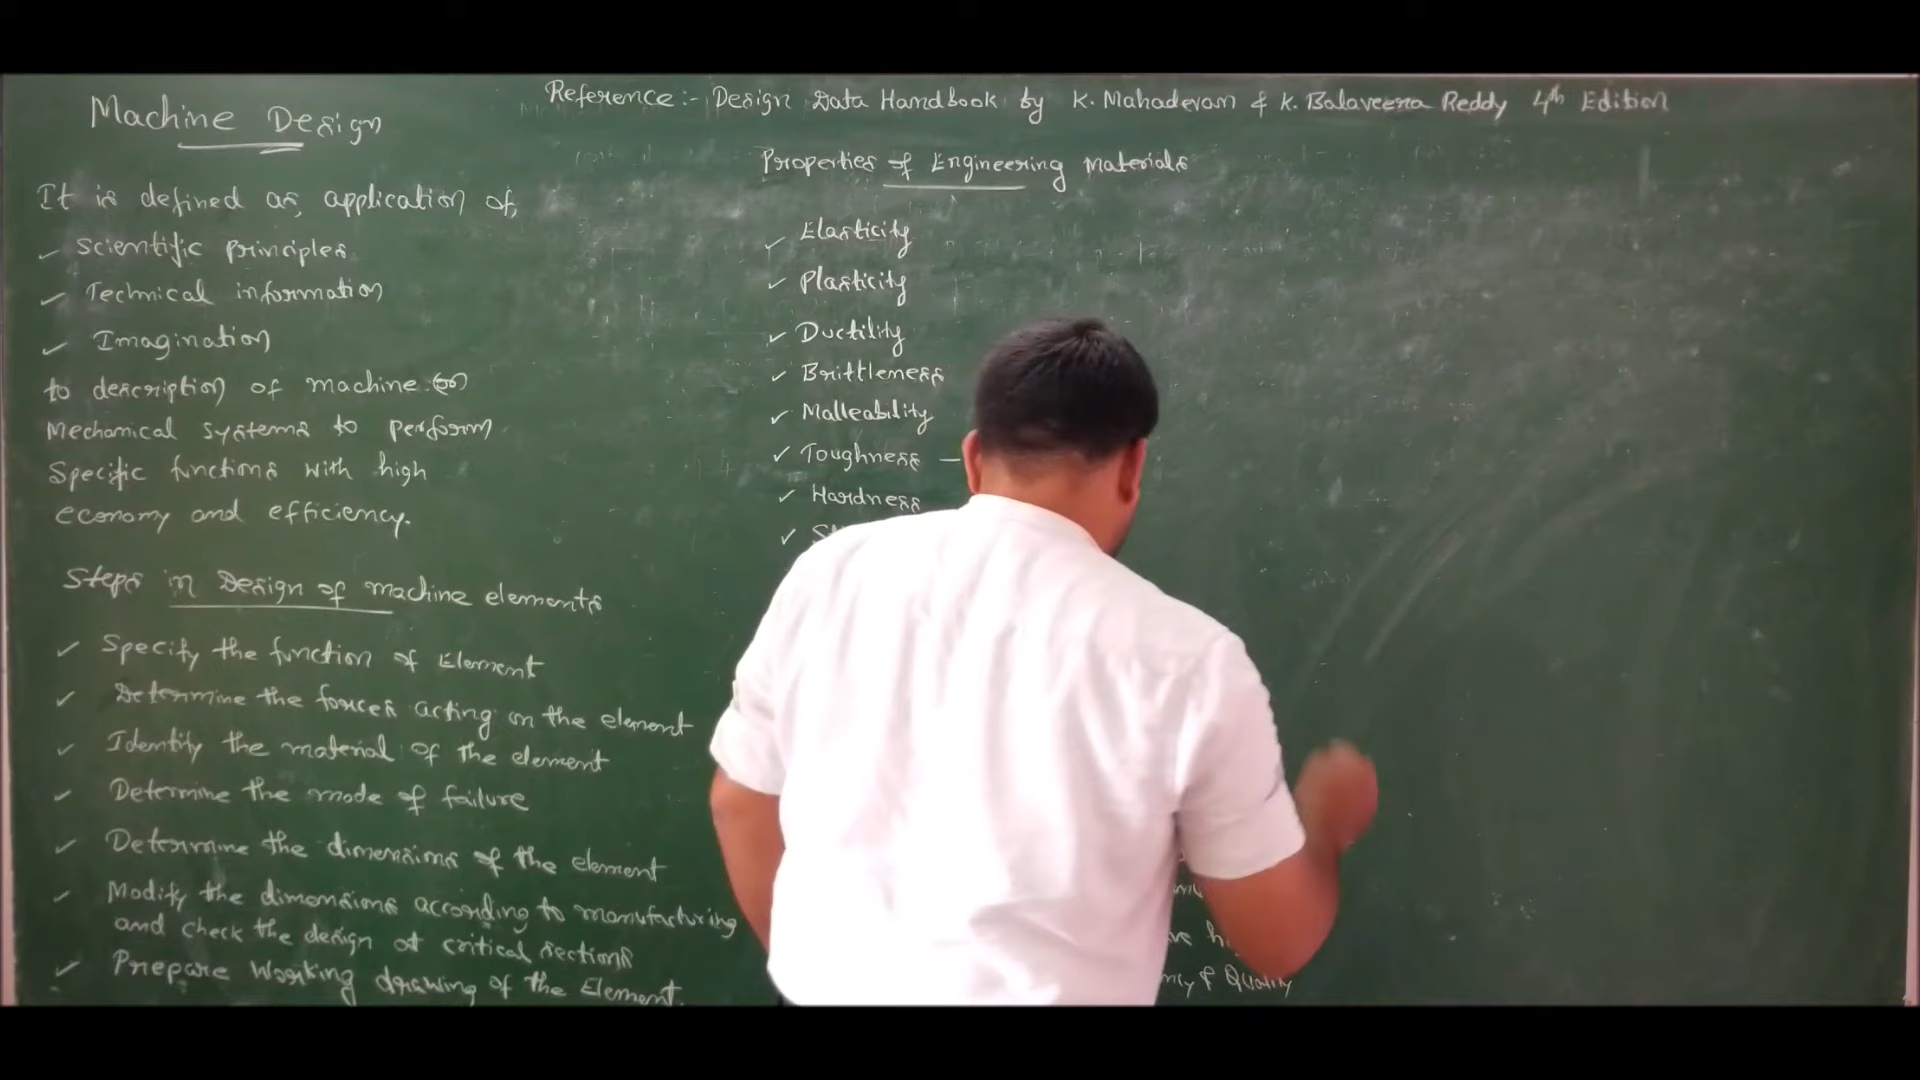 Machine Design
Reference:- Design Data Handbook by K. Mahadevan & K. Balaveera Reddy 4th Edition
It is defined as, application of,
✓ Scientific principles
✓ Technical information
✓ Imagination
to description of machine (or)
Mechanical systems to perform
Specific functions with high
economy and efficiency.
Steps in Design of machine elements
✓ Specify the function of Element
✓ Determine the forces acting on the element
✓ Identify the material of the element
✓ Determine the mode of failure
✓ Determine the dimensions of the element
✓ Modify the dimensions according to manufacturing
and check the design at critical sections
✓ Prepare Working drawing of the Element.
Properties of Engineering Materials
✓ Elasticity
✓ Plasticity
✓ Ductility
✓ Brittleness
✓ Malleability
✓ Toughness —
✓ Hardness
& Quality